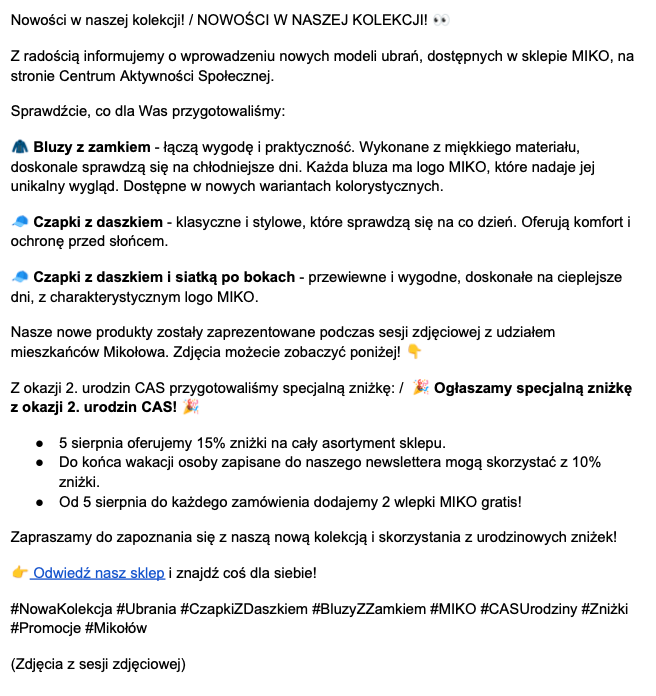 Nowości w naszej kolekcji! / NOWOŚCI W NASZEJ KOLEKCJI! 👀
Z radością informujemy o wprowadzeniu nowych modeli ubrań, dostępnych w sklepie MIKO, na
stronie Centrum Aktywności Społecznej.
Sprawdźcie, co dla Was przygotowaliśmy:
🧥 Bluzy z zamkiem - łączą wygodę i praktyczność. Wykonane z miękkiego materiału,
doskonale sprawdzą się na chłodniejsze dni. Każda bluza ma logo MIKO, które nadaje jej
unikalny wygląd. Dostępne w nowych wariantach kolorystycznych.
🧢 Czapki z daszkiem - klasyczne i stylowe, które sprawdzą się na co dzień. Oferują komfort i
ochronę przed słońcem.
🧢 Czapki z daszkiem i siatką po bokach - przewiewne i wygodne, doskonałe na cieplejsze
dni, z charakterystycznym logo MIKO.
Nasze nowe produkty zostały zaprezentowane podczas sesji zdjęciowej z udziałem
mieszkańców Mikołowa. Zdjęcia możecie zobaczyć poniżej! 👇
Z okazji 2. urodzin CAS przygotowaliśmy specjalną zniżkę: / 🎉 Ogłaszamy specjalną zniżkę
z okazji 2. urodzin CAS! 🎉
● 5 sierpnia oferujemy 15% zniżki na cały asortyment sklepu.
● Do końca wakacji osoby zapisane do naszego newslettera mogą skorzystać z 10%
zniżki.
● Od 5 sierpnia do każdego zamówienia dodajemy 2 wlepki MIKO gratis!
Zapraszamy do zapoznania się z naszą nową kolekcją i skorzystania z urodzinowych zniżek!
👉 Odwiedź nasz sklep i znajdź coś dla siebie!
#NowaKolekcja #Ubrania #CzapkiZDaszkiem #BluzyZZamkiem #MIKO #CASUrodziny #Zniżki
#Promocje #Mikołów
(Zdjęcia z sesji zdjęciowej)